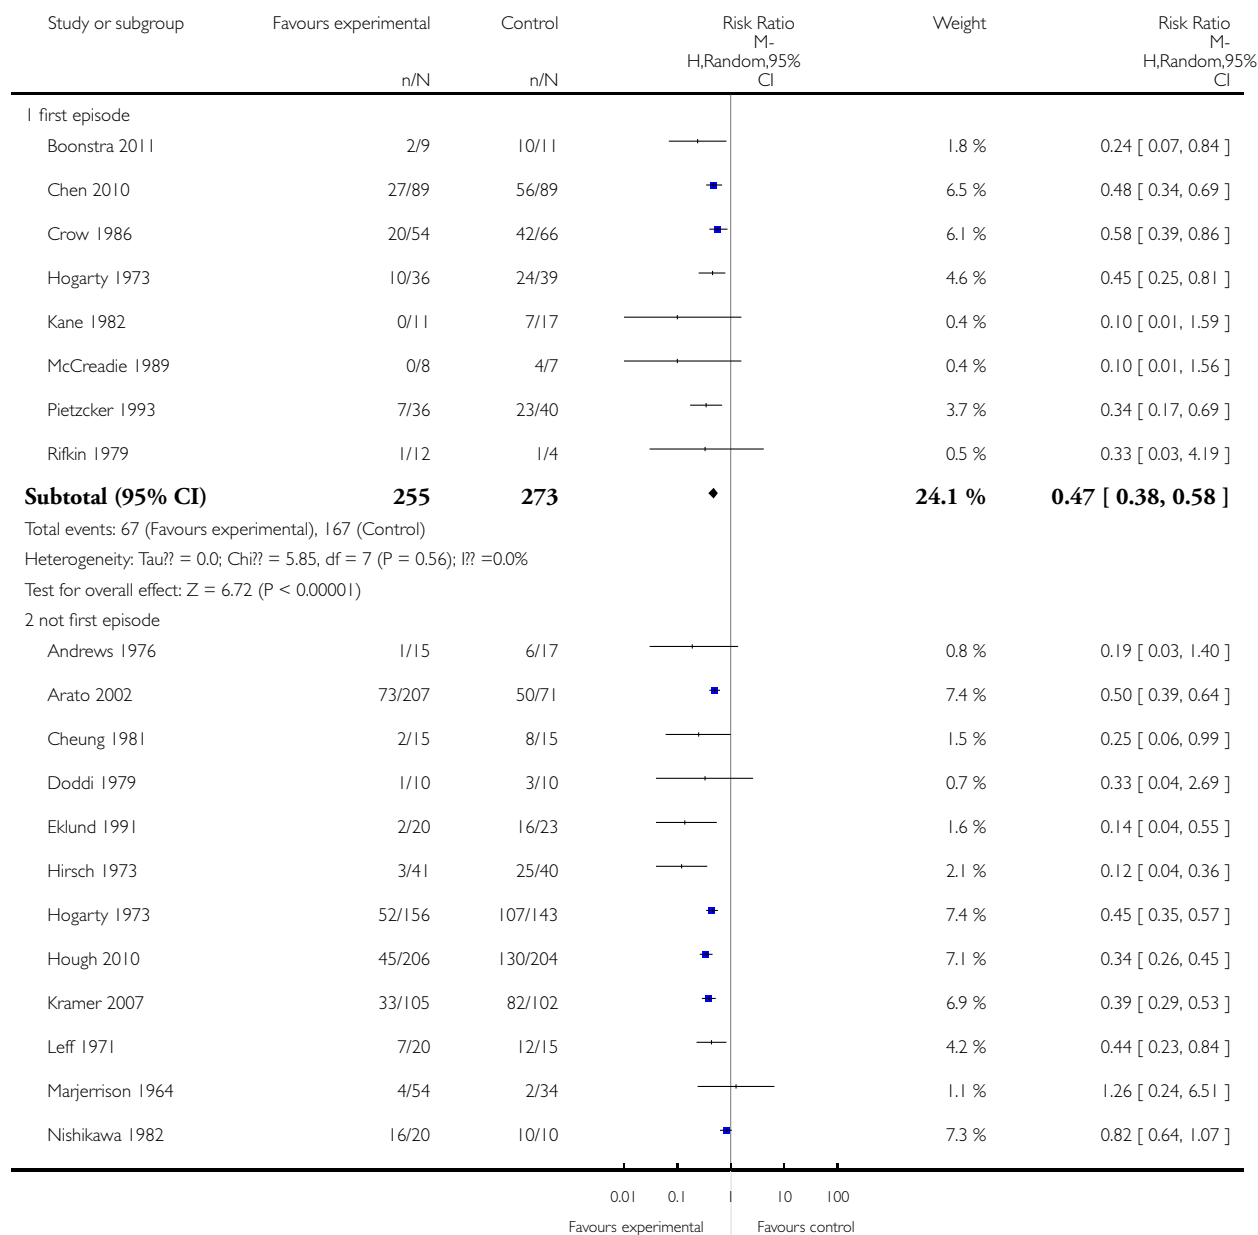 Study or subgroup Favours experimental Control Risk Ratio Weight Risk Ratio
M- M-
H,Random,95% H,Random,95%
n/N n/N CI CI
1 first episode
Boonstra 2011 2/9 10/11 1.8 % 0.24 [ 0.07, 0.84 ]
Chen 2010 27/89 56/89 6.5 % 0.48 [ 0.34, 0.69 ]
Crow 1986 20/54 42/66 6.1 % 0.58 [ 0.39, 0.86 ]
Hogarty 1973 10/36 24/39 4.6 % 0.45 [ 0.25, 0.81 ]
Kane 1982 0/11 7/17 0.4 % 0.10 [ 0.01, 1.59 ]
McCreadie 1989 0/8 4/7 0.4 % 0.10 [ 0.01, 1.56 ]
Pietzcker 1993 7/36 23/40 3.7 % 0.34 [ 0.17, 0.69 ]
Rifkin 1979 1/12 1/4 0.5 % 0.33 [ 0.03, 4.19 ]
Subtotal (95% CI) 255 273 24.1 % 0.47 [ 0.38, 0.58 ]
Total events: 67 (Favours experimental), 167 (Control)
Heterogeneity: Tau?? = 0.0; Chi?? = 5.85, df = 7 (P = 0.56); I?? =0.0%
Test for overall effect: Z = 6.72 (P < 0.00001)
2 not first episode
Andrews 1976 1/15 6/17 0.8 % 0.19 [ 0.03, 1.40 ]
Arato 2002 73/207 50/71 7.4 % 0.50 [ 0.39, 0.64 ]
Cheung 1981 2/15 8/15 1.5 % 0.25 [ 0.06, 0.99 ]
Doddi 1979 1/10 3/10 0.7 % 0.33 [ 0.04, 2.69 ]
Eklund 1991 2/20 16/23 1.6 % 0.14 [ 0.04, 0.55 ]
Hirsch 1973 3/41 25/40 2.1 % 0.12 [ 0.04, 0.36 ]
Hogarty 1973 52/156 107/143 7.4 % 0.45 [ 0.35, 0.57 ]
Hough 2010 45/206 130/204 7.1 % 0.34 [ 0.26, 0.45 ]
Kramer 2007 33/105 82/102 6.9 % 0.39 [ 0.29, 0.53 ]
Leff 1971 7/20 12/15 4.2 % 0.44 [ 0.23, 0.84 ]
Marjerrison 1964 4/54 2/34 1.1 % 1.26 [ 0.24, 6.51 ]
Nishikawa 1982 16/20 10/10 7.3 % 0.82 [ 0.64, 1.07 ]
0.01 0.1 1 10 100
Favours experimental Favours control